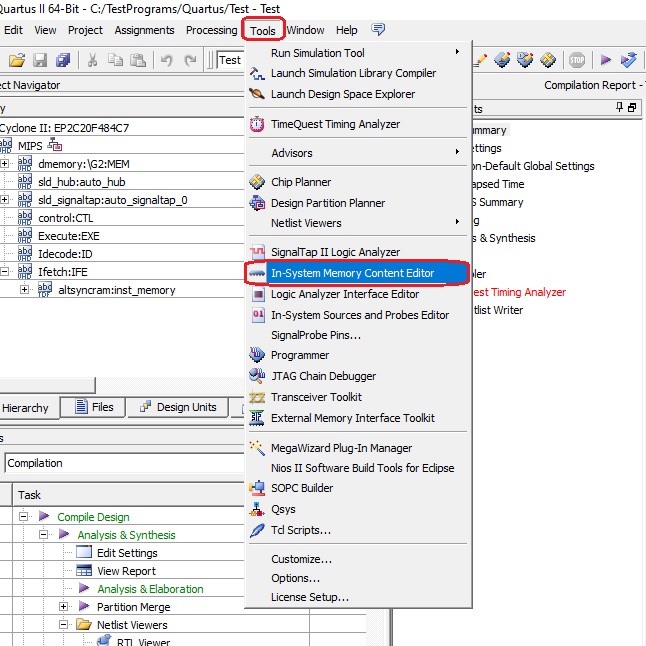 Quartus II 64-Bit - C:/TestPrograms/Quartus/Test - Test
Edit View Project Assignments Processing Tools Window Help
Test
ect Navigator
Compilation Report -
y
ts
Cyclone II: EP2C20F484C7
MIPS
dmemory:\G2:MEM
sld_hub:auto_hub
sld_signaltap:auto_signaltap_0
control:CTL
Execute:EXE
Idecode:ID
Ifetch:IFE
altsyncram:inst_memory
Hierarchy Files Design Units
s
Compilation
Task
Compile Design
Analysis & Synthesis
Edit Settings
View Report
Analysis & Elaboration
Partition Merge
Netlist Viewers
RTL Viewer
Run Simulation Tool
Launch Simulation Library Compiler
Launch Design Space Explorer
TimeQuest Timing Analyzer
Advisors
Chip Planner
Design Partition Planner
Netlist Viewers
SignalTap II Logic Analyzer
In-System Memory Content Editor
Logic Analyzer Interface Editor
In-System Sources and Probes Editor
SignalProbe Pins...
Programmer
JTAG Chain Debugger
Transceiver Toolkit
External Memory Interface Toolkit
MegaWizard Plug-In Manager
Nios II Software Build Tools for Eclipse
SOPC Builder
Qsys
Tcl Scripts...
Customize...
Options...
License Setup...
mmary
ettings
on-Default Global Settings
apsed Time
S Summary
g
s & Synthesis
ler
est Timing Analyzer
tlist Writer